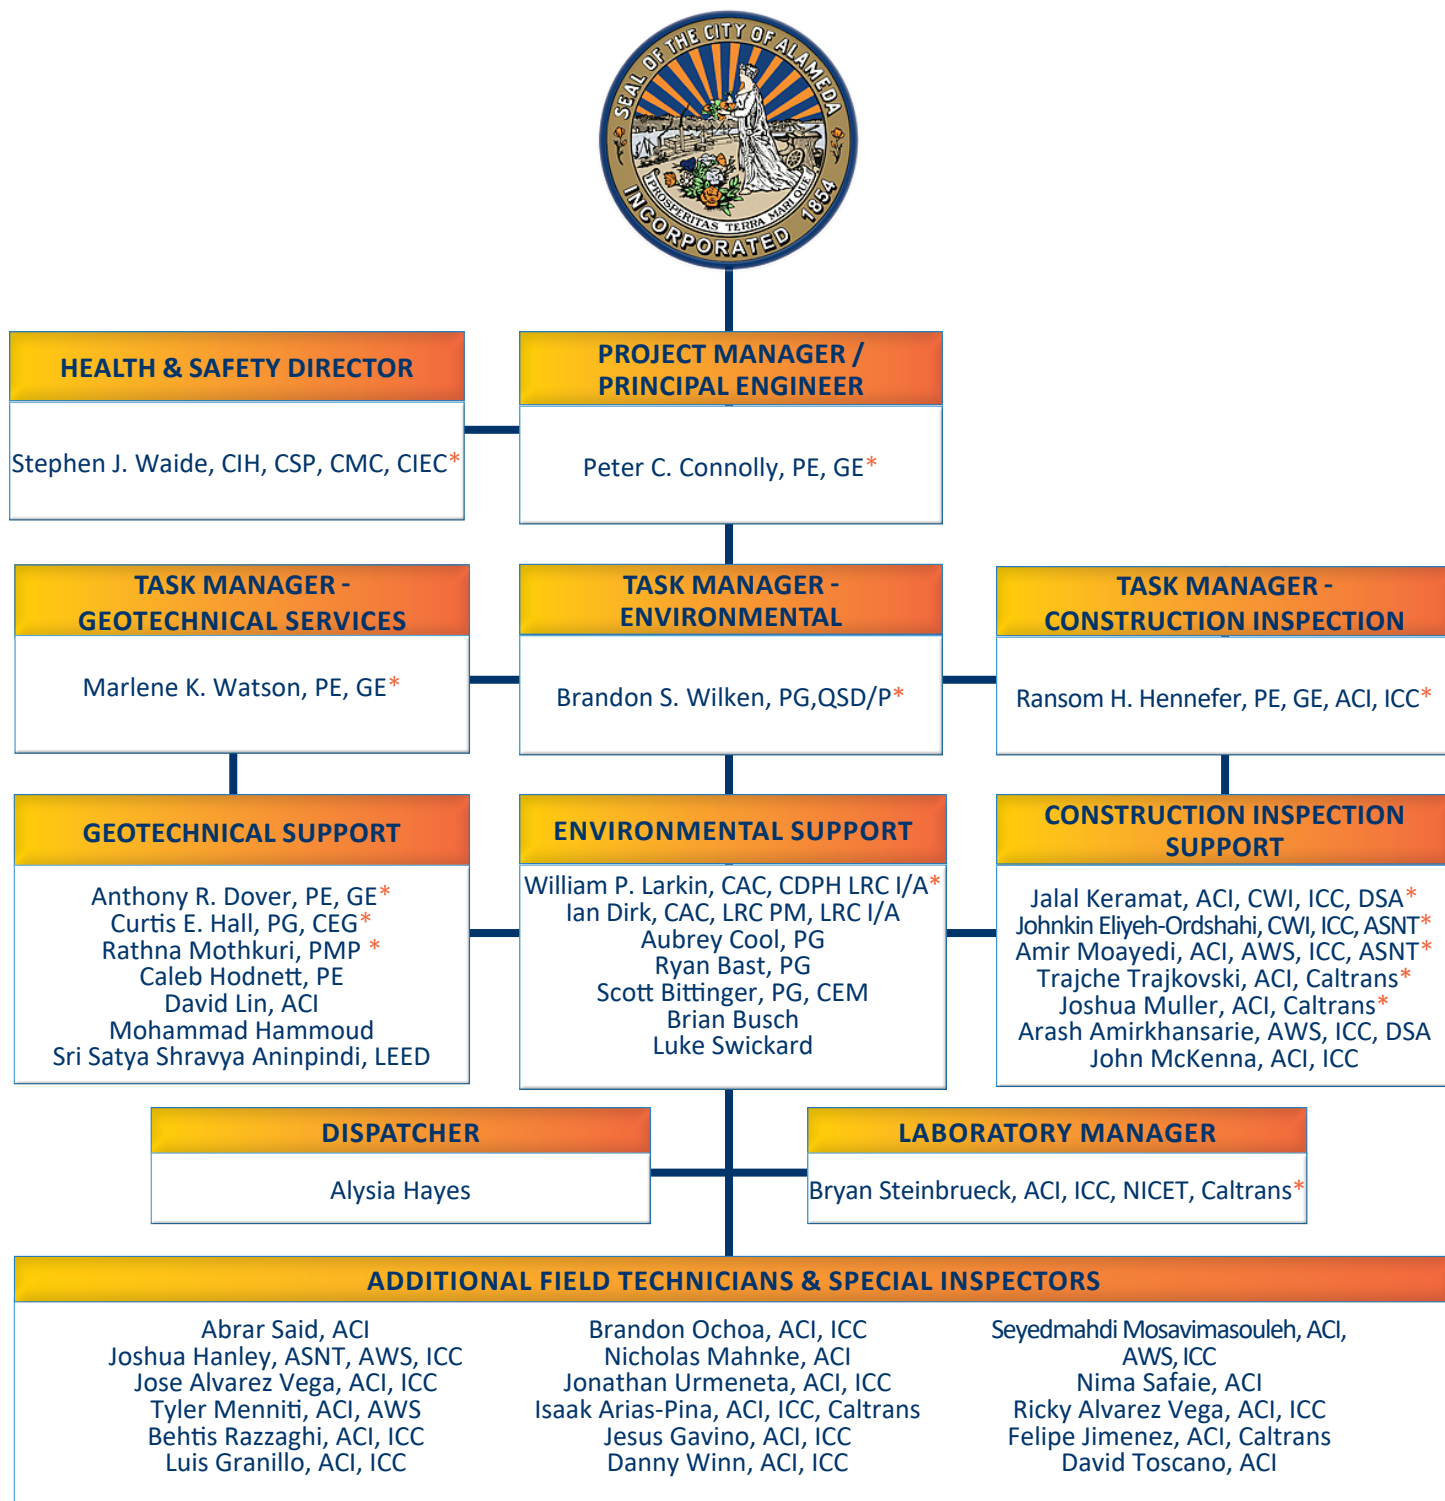 SEAL OF THE CITY OF ALAMEDA
PROSPERITAS TERRA MARI QUE
INCORPORATED 1854
HEALTH & SAFETY DIRECTOR
Stephen J. Waide, CIH, CSP, CMC, CIEC*
PROJECT MANAGER /
PRINCIPAL ENGINEER
Peter C. Connolly, PE, GE*
TASK MANAGER -
GEOTECHNICAL SERVICES
Marlene K. Watson, PE, GE*
TASK MANAGER -
ENVIRONMENTAL
Brandon S. Wilken, PG,QSD/P*
TASK MANAGER -
CONSTRUCTION INSPECTION
Ransom H. Hennefer, PE, GE, ACI, ICC*
GEOTECHNICAL SUPPORT
Anthony R. Dover, PE, GE*
Curtis E. Hall, PG, CEG*
Rathna Mothkuri, PMP *
Caleb Hodnett, PE
David Lin, ACI
Mohammad Hammoud
Sri Satya Shravya Aninpindi, LEED
ENVIRONMENTAL SUPPORT
William P. Larkin, CAC, CDPH LRC I/A*
Ian Dirk, CAC, LRC PM, LRC I/A
Aubrey Cool, PG
Ryan Bast, PG
Scott Bittinger, PG, CEM
Brian Busch
Luke Swickard
CONSTRUCTION INSPECTION
SUPPORT
Jalal Keramat, ACI, CWI, ICC, DSA*
Johnkin Eliyeh-Ordshahi, CWI, ICC, ASNT*
Amir Moayedi, ACI, AWS, ICC, ASNT*
Trajche Trajkovski, ACI, Caltrans*
Joshua Muller, ACI, Caltrans*
Arash Amirkhansarie, AWS, ICC, DSA
John McKenna, ACI, ICC
DISPATCHER
Alysia Hayes
LABORATORY MANAGER
Bryan Steinbrueck, ACI, ICC, NICET, Caltrans*
ADDITIONAL FIELD TECHNICIANS & SPECIAL INSPECTORS
Abrar Said, ACI
Joshua Hanley, ASNT, AWS, ICC
Jose Alvarez Vega, ACI, ICC
Tyler Menniti, ACI, AWS
Behtis Razzaghi, ACI, ICC
Luis Granillo, ACI, ICC
Brandon Ochoa, ACI, ICC
Nicholas Mahnke, ACI
Jonathan Urmeneta, ACI, ICC
Isaak Arias-Pina, ACI, ICC, Caltrans
Jesus Gavino, ACI, ICC
Danny Winn, ACI, ICC
Seyedmahdi Mosavimasouleh, ACI,
AWS, ICC
Nima Safaie, ACI
Ricky Alvarez Vega, ACI, ICC
Felipe Jimenez, ACI, Caltrans
David Toscano, ACI